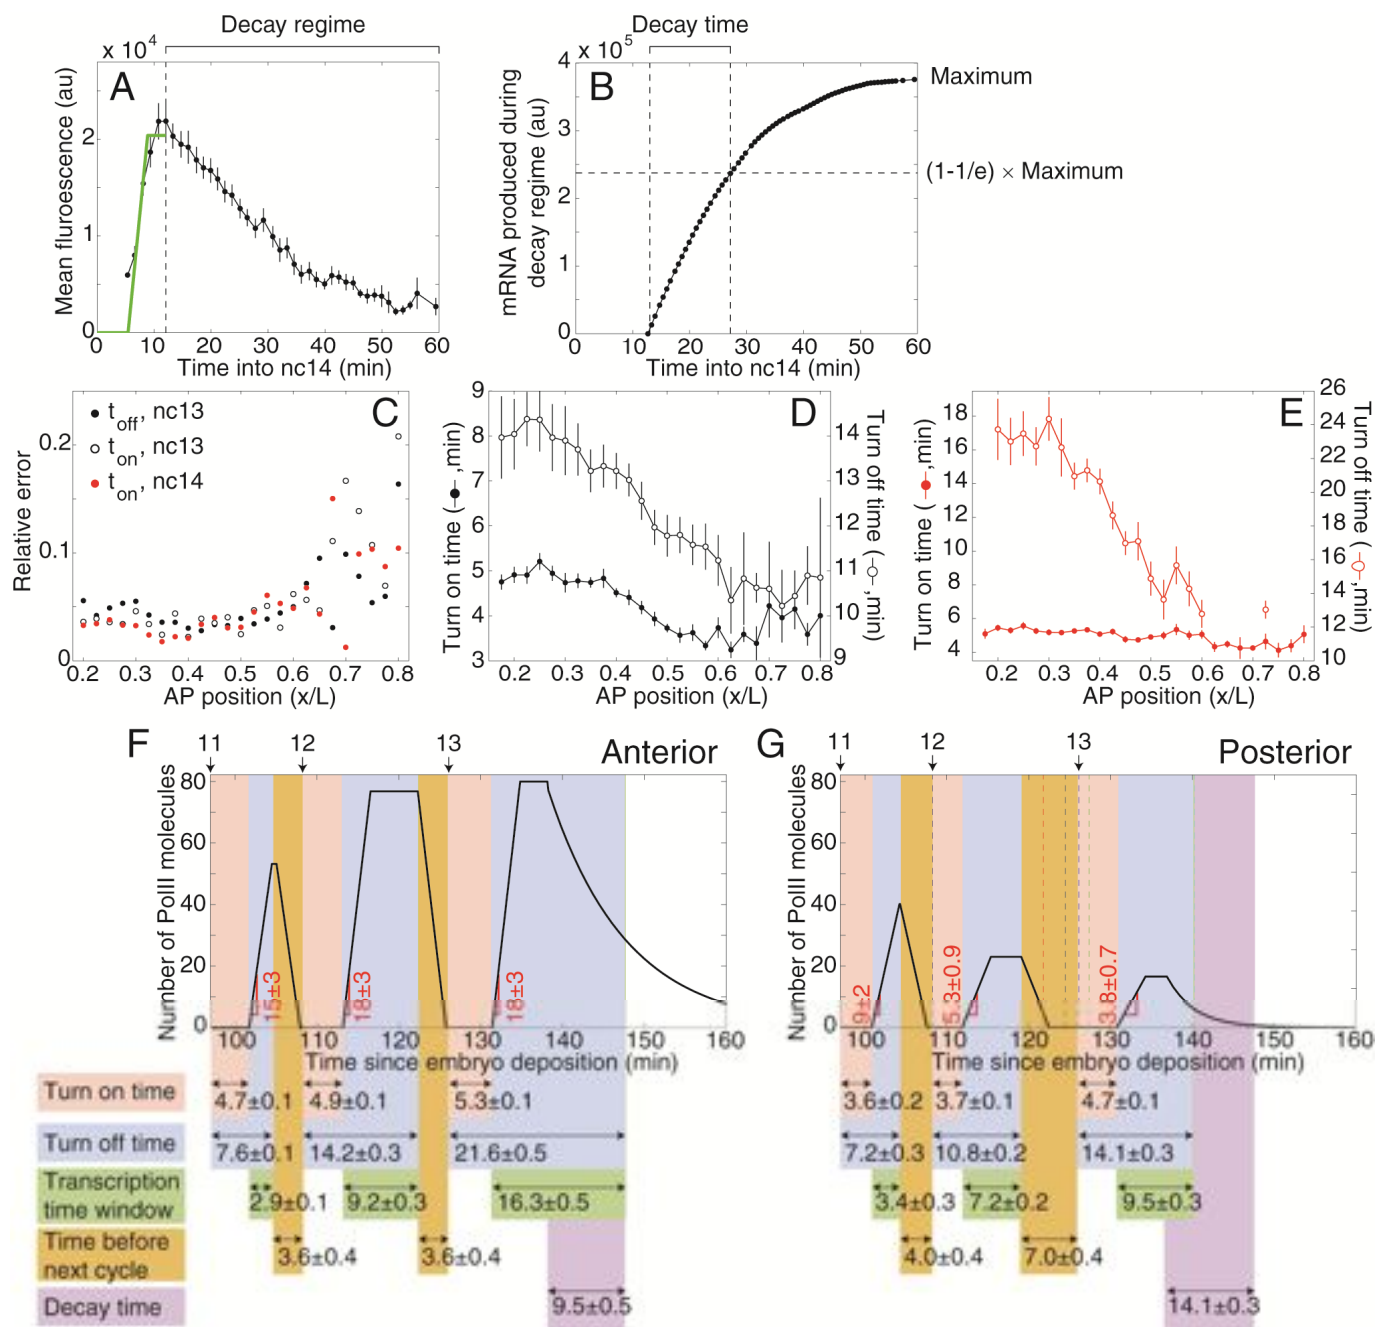 Decay regime
x 10^4
A
Mean fluroescence (au)
2
1
0
0 10 20 30 40 50 60
Time into nc14 (min)
Decay time
x 10^5
B
mRNA produced during
decay regime (au)
4
3
2
1
0
Maximum
(1-1/e) × Maximum
0 10 20 30 40 50 60
Time into nc14 (min)
C
t_off, nc13
t_on, nc13
t_on, nc14
Relative error
0.2
0.1
0
0.2 0.3 0.4 0.5 0.6 0.7 0.8
AP position (x/L)
D
Turn on time (●,min)
9
8
7
6
5
4
3
Turn off time (○,min)
14
13
12
11
10
9
0.2 0.3 0.4 0.5 0.6 0.7 0.8
AP position (x/L)
E
Turn on time (●,min)
18
16
14
12
10
8
6
4
Turn off time (○,min)
26
24
22
20
18
16
14
12
10
0.2 0.3 0.4 0.5 0.6 0.7 0.8
AP position (x/L)
F
11 12 13
Anterior
Number of PolII molecules
80
60
40
20
0
15±3
18±3
18±3
100 110 120 130 140 150 160
Time since embryo deposition (min)
G
11 12 13
Posterior
Number of PolII molecules
80
60
40
20
0
9±2
5.3±0.9
3.8±0.7
100 110 120 130 140 150 160
Time since embryo deposition (min)
Turn on time
4.7±0.1 4.9±0.1 5.3±0.1
3.6±0.2 3.7±0.1 4.7±0.1
Turn off time
7.6±0.1 14.2±0.3 21.6±0.5
7.2±0.3 10.8±0.2 14.1±0.3
Transcription
time window
2.9±0.1 9.2±0.3 16.3±0.5
3.4±0.3 7.2±0.2 9.5±0.3
Time before
next cycle
3.6±0.4 3.6±0.4
4.0±0.4 7.0±0.4
Decay time
9.5±0.5
14.1±0.3